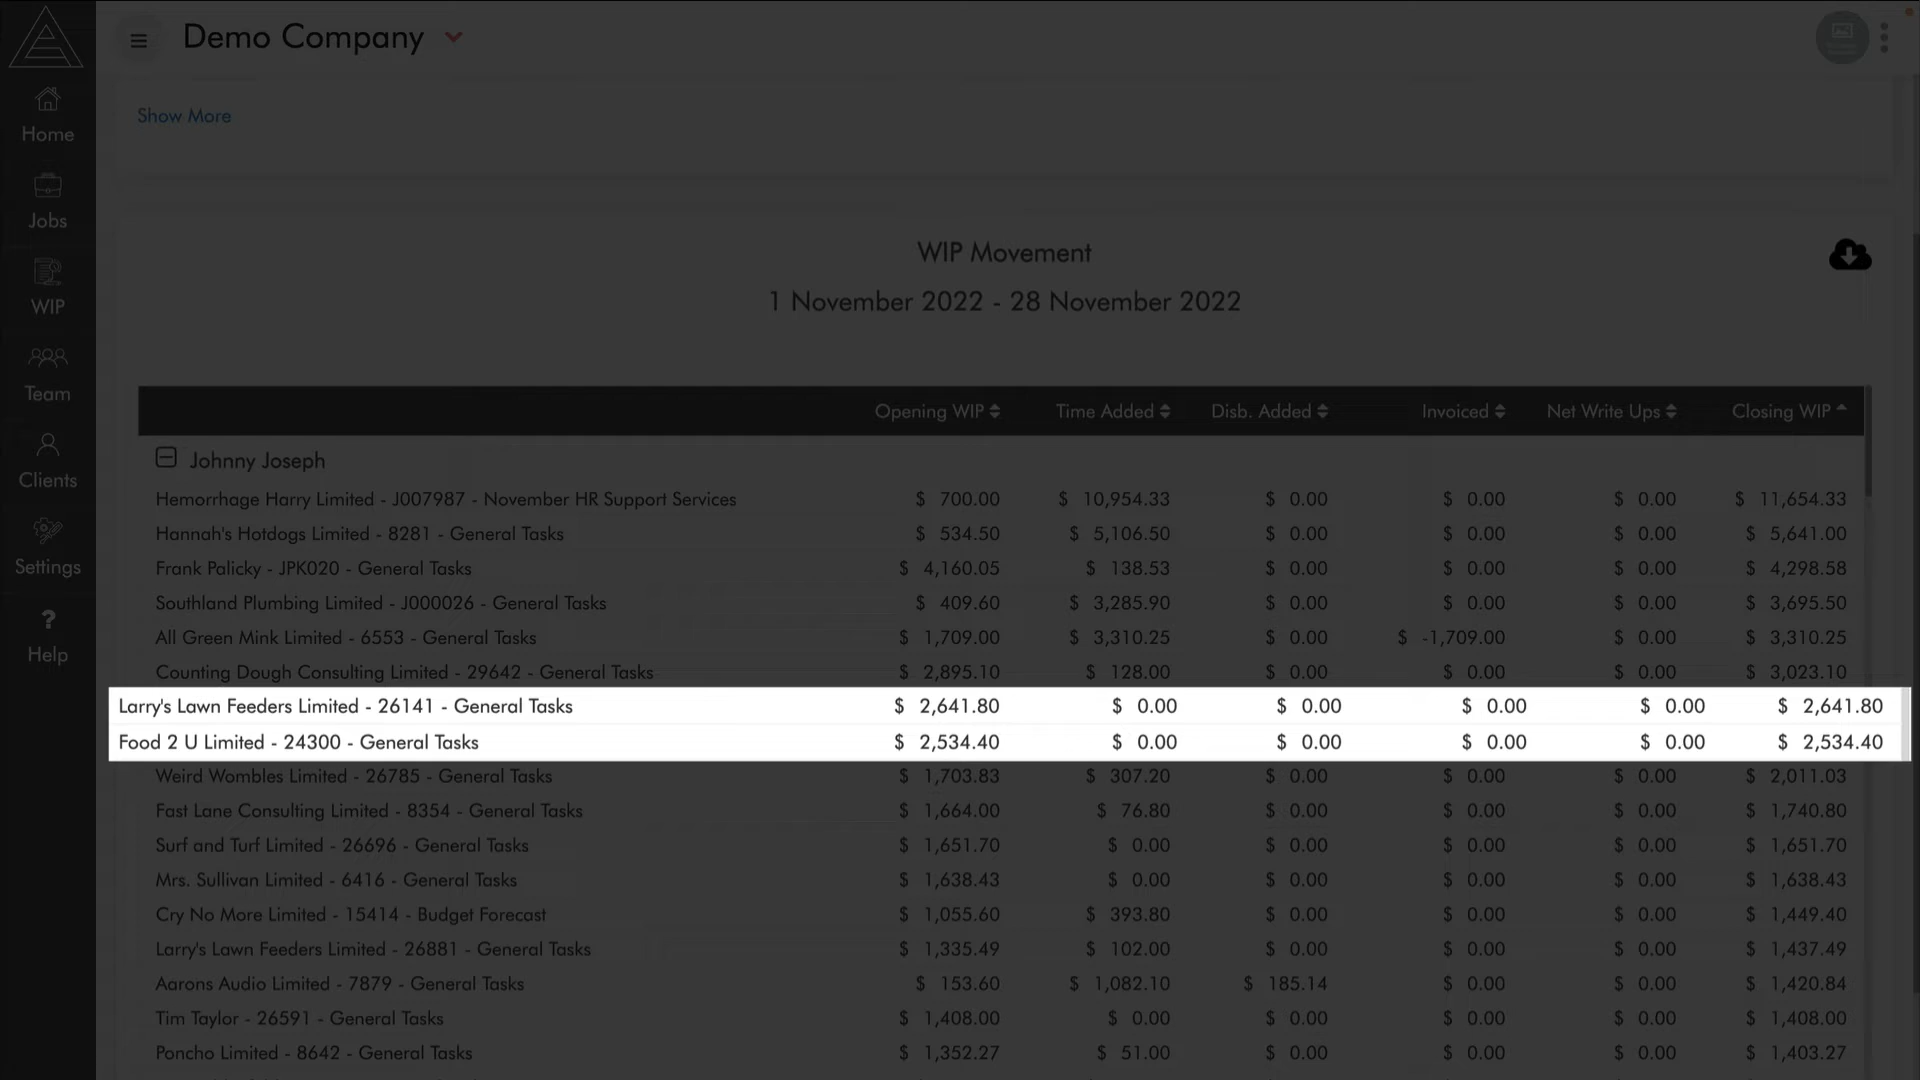 Demo Company
Home
Jobs
WIP
Team
Clients
Settings
?
Help
Show More
WIP Movement
1 November 2022 - 28 November 2022
Opening WIP Time Added Disb. Added Invoiced Net Write Ups Closing WIP
Johnny Joseph
Hemorrhage Harry Limited - J007987 - November HR Support Services $ 700.00 $ 10,954.33 $ 0.00 $ 0.00 $ 0.00 $ 11,654.33
Hannah's Hotdogs Limited - 8281 - General Tasks $ 534.50 $ 5,106.50 $ 0.00 $ 0.00 $ 0.00 $ 5,641.00
Frank Palicky - JPK020 - General Tasks $ 4,160.05 $ 138.53 $ 0.00 $ 0.00 $ 0.00 $ 4,298.58
Southland Plumbing Limited - J000026 - General Tasks $ 409.60 $ 3,285.90 $ 0.00 $ 0.00 $ 0.00 $ 3,695.50
All Green Mink Limited - 6553 - General Tasks $ 1,709.00 $ 3,310.25 $ 0.00 $ -1,709.00 $ 0.00 $ 3,310.25
Counting Dough Consulting Limited - 29642 - General Tasks $ 2,895.10 $ 128.00 $ 0.00 $ 0.00 $ 0.00 $ 3,023.10
Larry's Lawn Feeders Limited - 26141 - General Tasks $ 2,641.80 $ 0.00 $ 0.00 $ 0.00 $ 0.00 $ 2,641.80
Food 2 U Limited - 24300 - General Tasks $ 2,534.40 $ 0.00 $ 0.00 $ 0.00 $ 0.00 $ 2,534.40
Weird Wombles Limited - 26785 - General Tasks $ 1,703.83 $ 307.20 $ 0.00 $ 0.00 $ 0.00 $ 2,011.03
Fast Lane Consulting Limited - 8354 - General Tasks $ 1,664.00 $ 76.80 $ 0.00 $ 0.00 $ 0.00 $ 1,740.80
Surf and Turf Limited - 26696 - General Tasks $ 1,651.70 $ 0.00 $ 0.00 $ 0.00 $ 0.00 $ 1,651.70
Mrs. Sullivan Limited - 6416 - General Tasks $ 1,638.43 $ 0.00 $ 0.00 $ 0.00 $ 0.00 $ 1,638.43
Cry No More Limited - 15414 - Budget Forecast $ 1,055.60 $ 393.80 $ 0.00 $ 0.00 $ 0.00 $ 1,449.40
Larry's Lawn Feeders Limited - 26881 - General Tasks $ 1,335.49 $ 102.00 $ 0.00 $ 0.00 $ 0.00 $ 1,437.49
Aarons Audio Limited - 7879 - General Tasks $ 153.60 $ 1,082.10 $ 185.14 $ 0.00 $ 0.00 $ 1,420.84
Tim Taylor - 26591 - General Tasks $ 1,408.00 $ 0.00 $ 0.00 $ 0.00 $ 0.00 $ 1,408.00
Poncho Limited - 8642 - General Tasks $ 1,352.27 $ 51.00 $ 0.00 $ 0.00 $ 0.00 $ 1,403.27